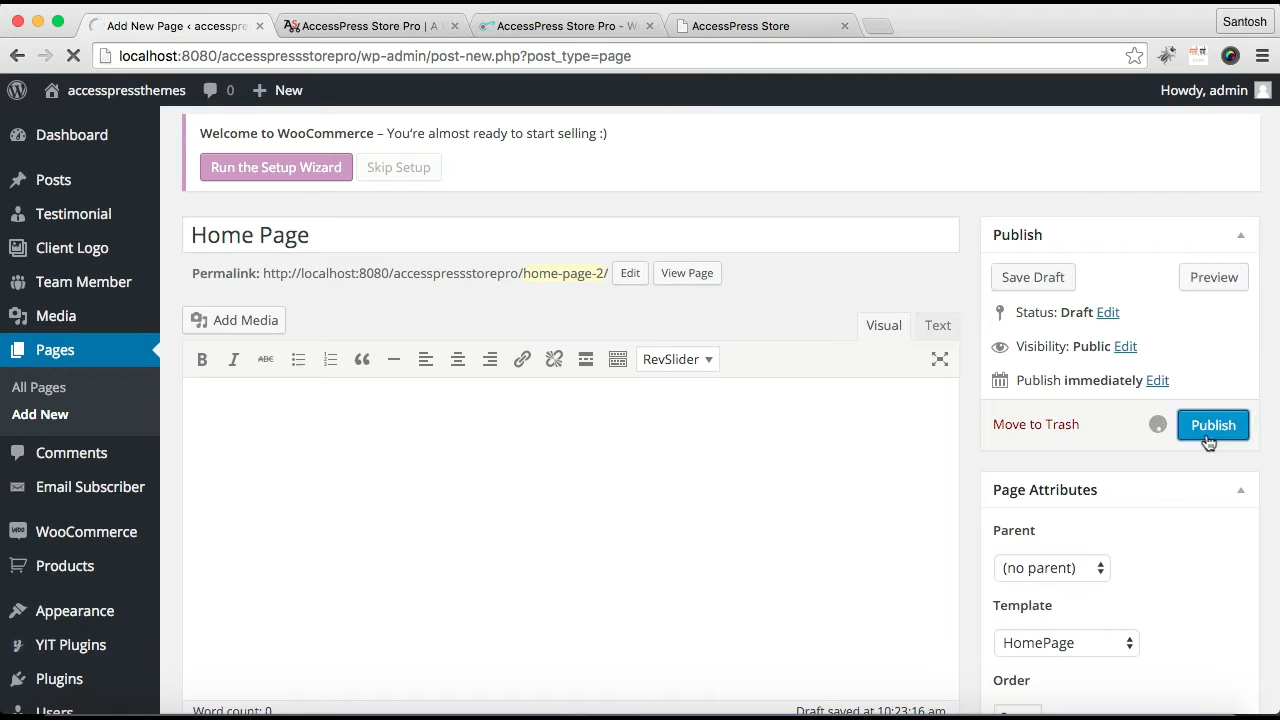 Add New Page ‹ accesspre
AccessPress Store Pro | A W
AccessPress Store Pro - W
AccessPress Store
Santosh
localhost:8080/accesspressstorepro/wp-admin/post-new.php?post_type=page
accesspressthemes
0
New
Howdy, admin
Dashboard
Posts
Testimonial
Client Logo
Team Member
Media
Pages
All Pages
Add New
Comments
Email Subscriber
WooCommerce
Products
Appearance
YIT Plugins
Plugins
Users
Welcome to WooCommerce – You‘re almost ready to start selling :)
Run the Setup Wizard
Skip Setup
Home Page
Permalink: http://localhost:8080/accesspressstorepro/home-page-2/
Edit
View Page
Add Media
Visual
Text
B I ABC
RevSlider
Word count: 0
Draft saved at 10:23:16 am.
Publish
Save Draft
Preview
Status: Draft Edit
Visibility: Public Edit
Publish immediately Edit
Move to Trash
Publish
Page Attributes
Parent
(no parent)
Template
HomePage
Order